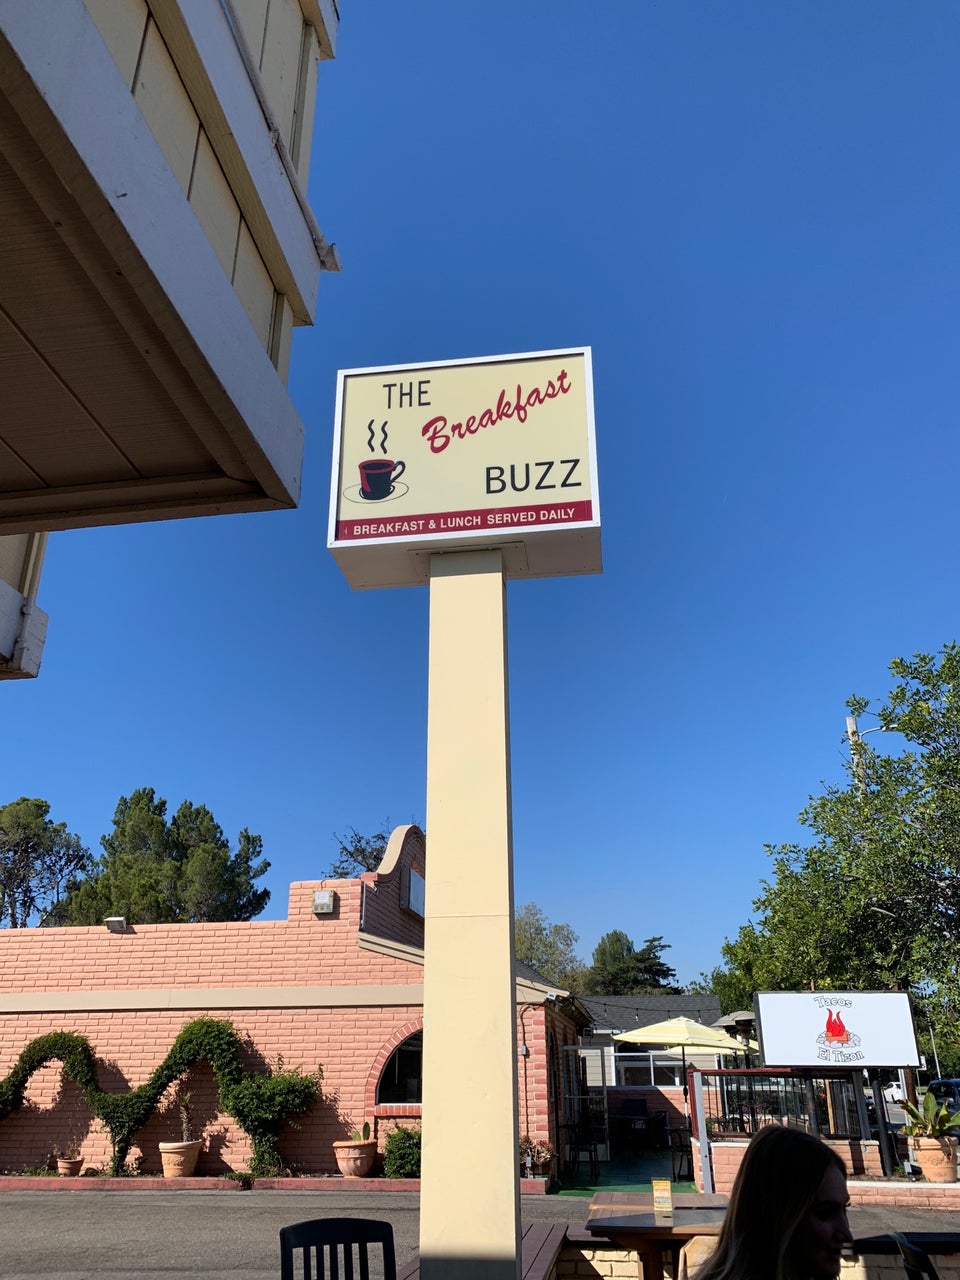 THE
Breakfast
BUZZ
BREAKFAST & LUNCH SERVED DAILY
Tacos
El Tizon